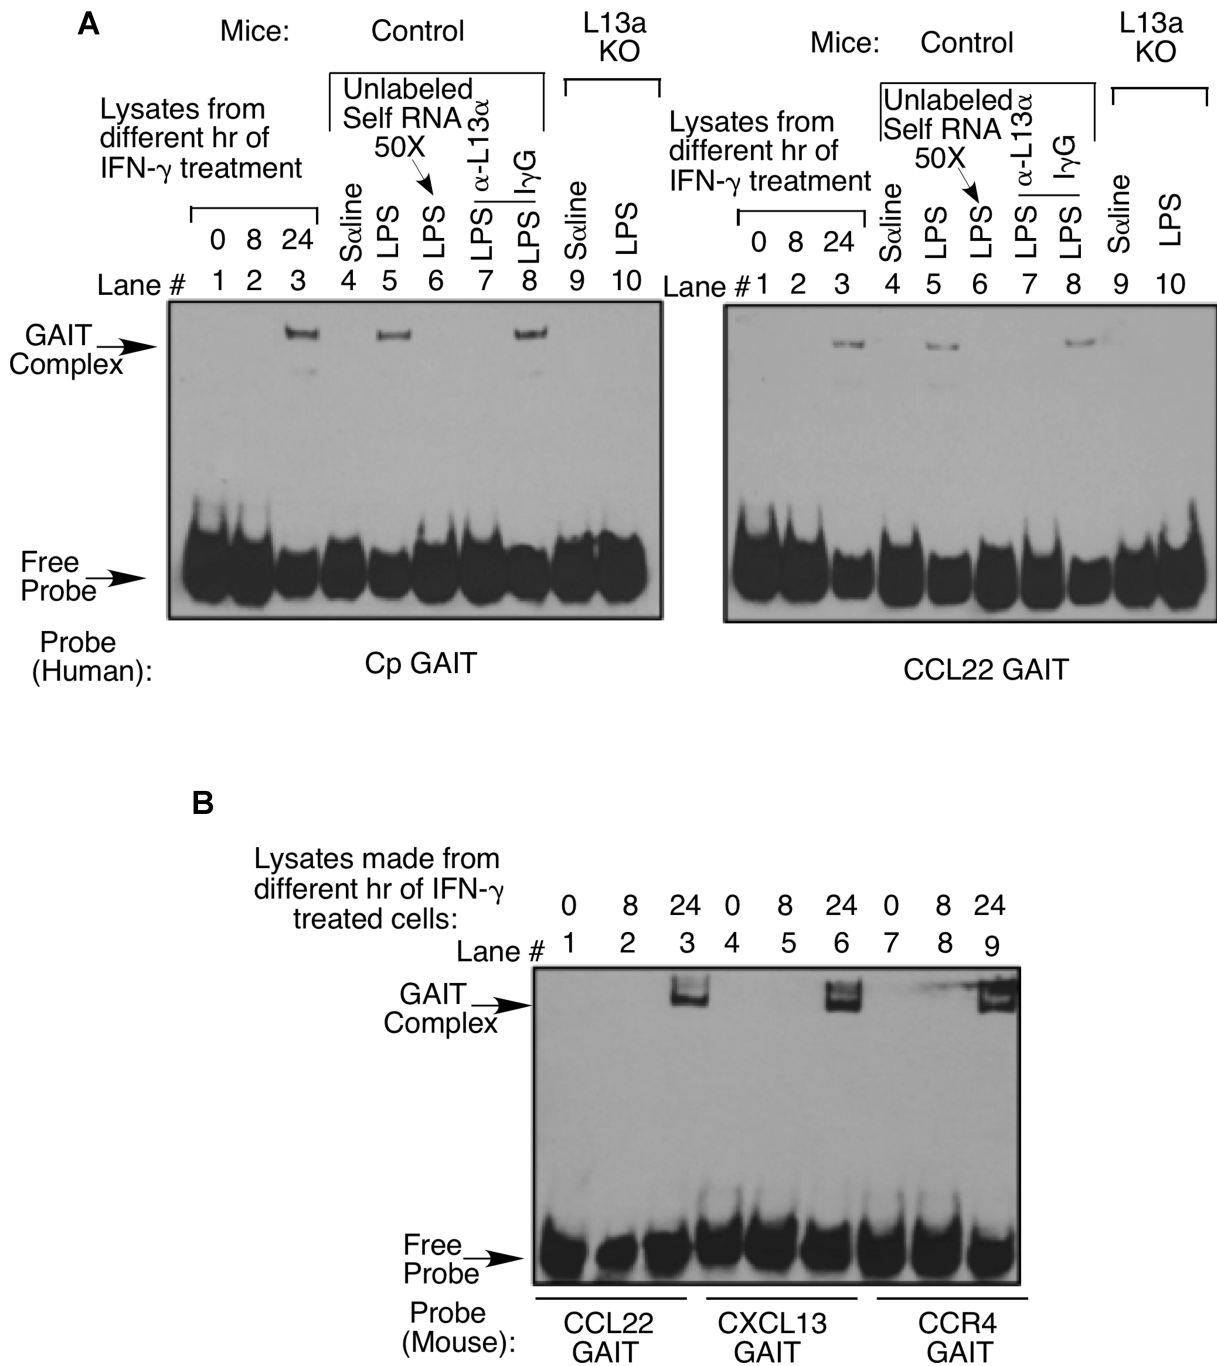 A
Mice:
Control
L13a
KO
Unlabeled
Self RNA
50X
α-L13α
IγG
Lysates from
different hr of
IFN-γ treatment
0 8 24
Sαline
LPS
LPS
LPS
LPS
Sαline
LPS
Lane # 1 2 3 4 5 6 7 8 9 10
GAIT
Complex
Free
Probe
Probe
(Human):
Cp GAIT
Mice:
Control
L13a
KO
Unlabeled
Self RNA
50X
α-L13α
IγG
Lysates from
different hr of
IFN-γ treatment
0 8 24
Sαline
LPS
LPS
LPS
LPS
Sαline
LPS
Lane # 1 2 3 4 5 6 7 8 9 10
CCL22 GAIT
B
Lysates made from
different hr of IFN-γ
treated cells:
0 8 24 0 8 24 0 8 24
Lane # 1 2 3 4 5 6 7 8 9
GAIT
Complex
Free
Probe
Probe
(Mouse):
CCL22
GAIT
CXCL13
GAIT
CCR4
GAIT